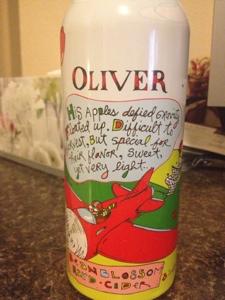 OLIVER
His Apples defied Gravity
Floated up. Difficult to
But special for
their flavor, Sweet,
yet very light.
BLOSSOM
CIDER